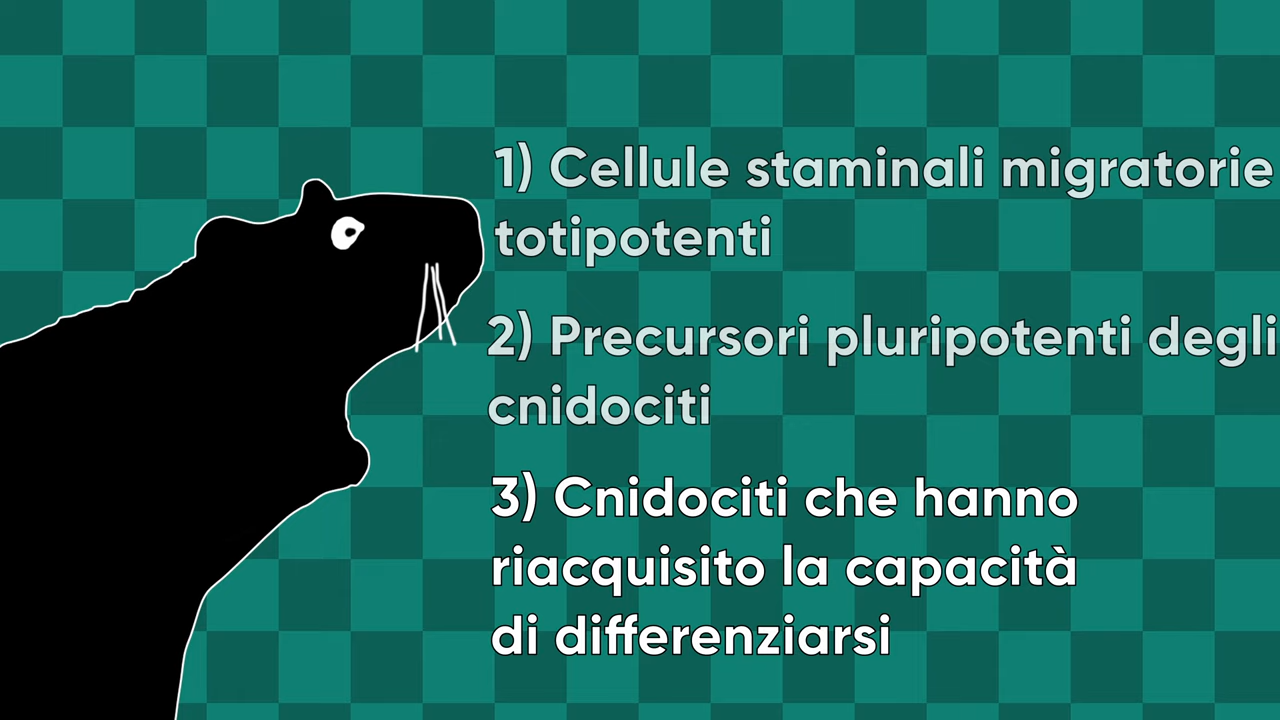 1) Cellule staminali migratorie
totipotenti
2) Precursori pluripotenti degli
cnidociti
3) Cnidociti che hanno
riacquisito la capacità
di differenziarsi